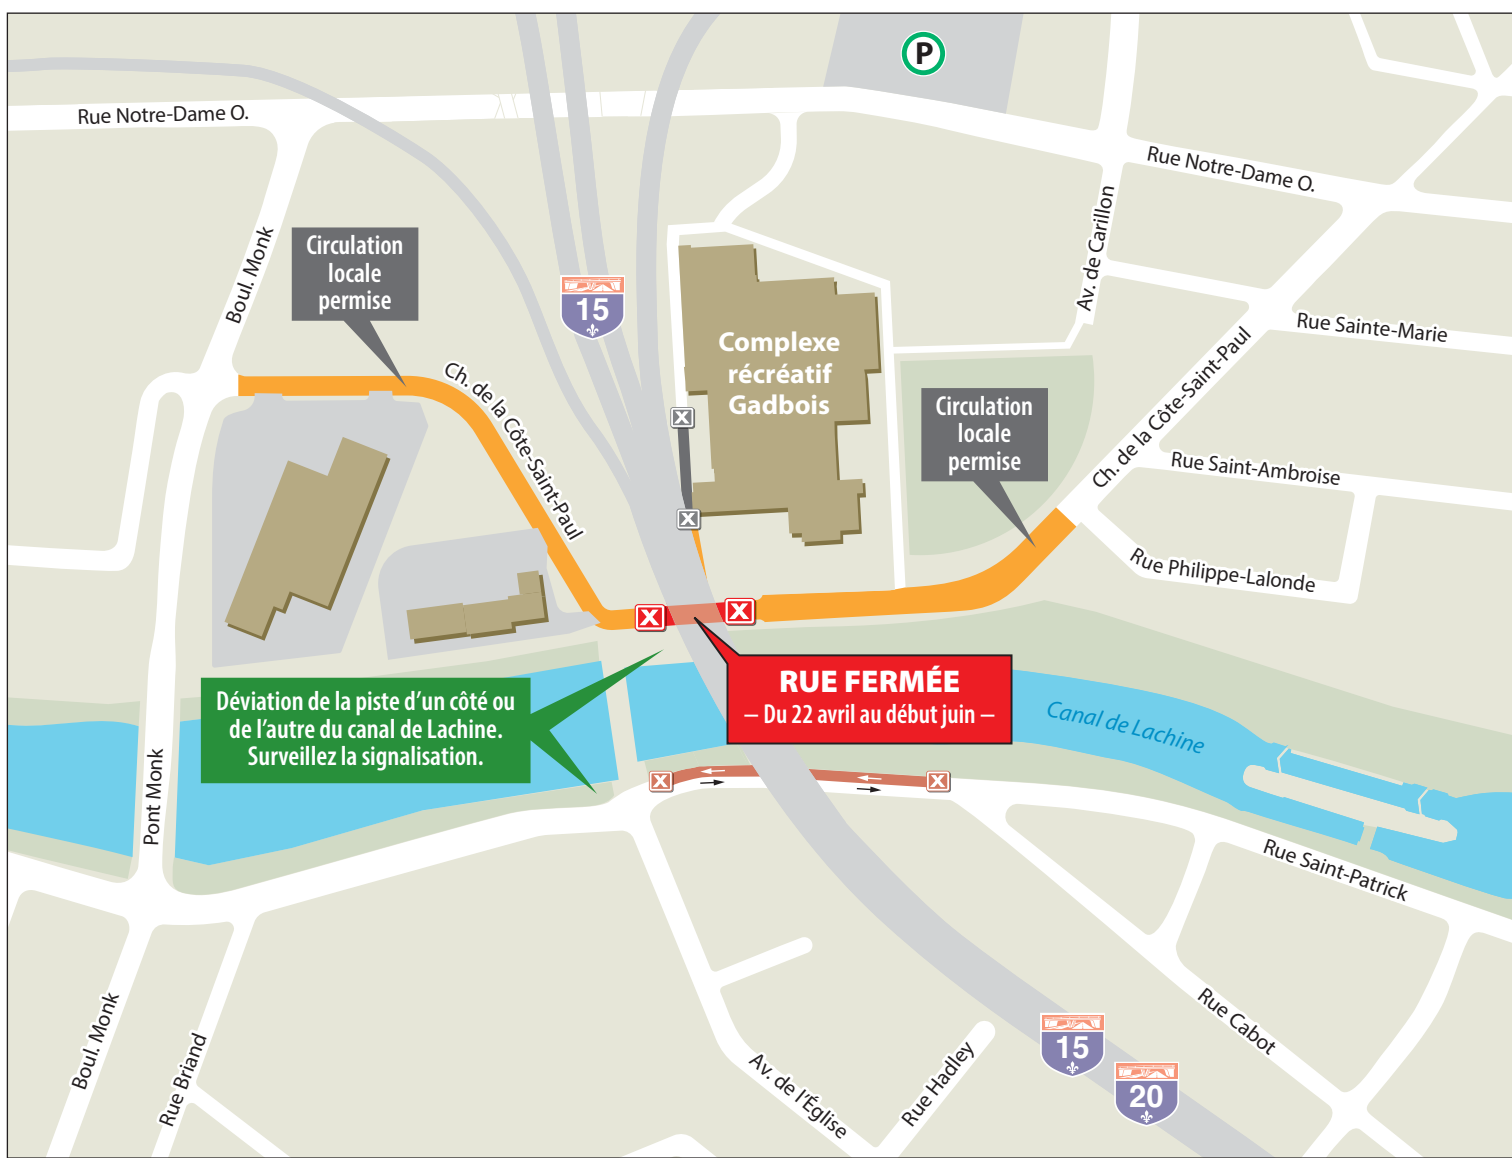 P
Rue Notre-Dame O.
Rue Notre-Dame O.
Boul. Monk
Circulation
locale
permise
Av. de Carillon
15
Rue Sainte-Marie
Complexe
récréatif
Gadbois
Ch. de la Côte-Saint-Paul
Ch. de la Côte-Saint-Paul
Circulation
locale
permise
X
Rue Saint-Ambroise
X
Rue Philippe-Lalonde
X
X
RUE FERMÉE
– Du 22 avril au début juin –
Déviation de la piste d'un côté ou
de l'autre du canal de Lachine.
Surveillez la signalisation.
Canal de Lachine
Pont Monk
X
X
Rue Saint-Patrick
Rue Cabot
15
20
Boul. Monk
Rue Briand
Av. de l'Église
Rue Hadley